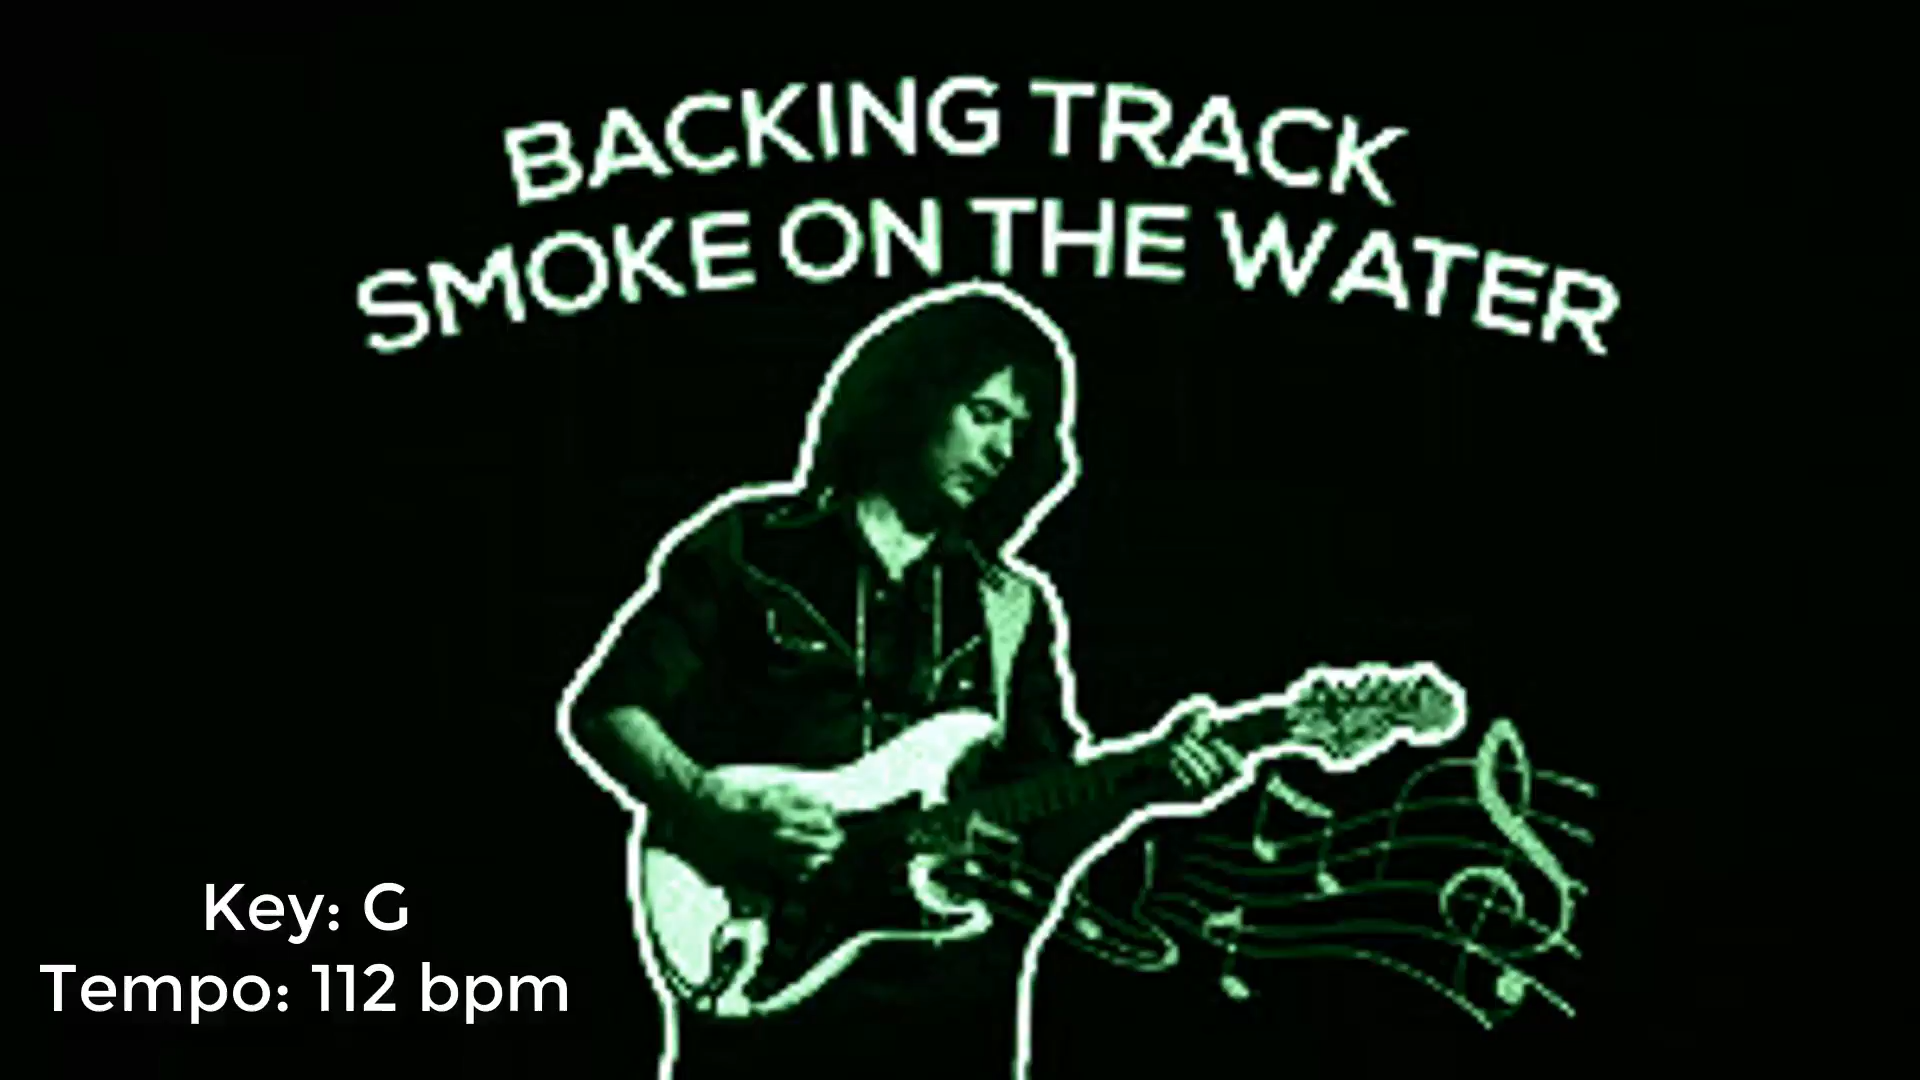 BACKING TRACK
SMOKE ON THE WATER
Key: G
Tempo: 112 bpm